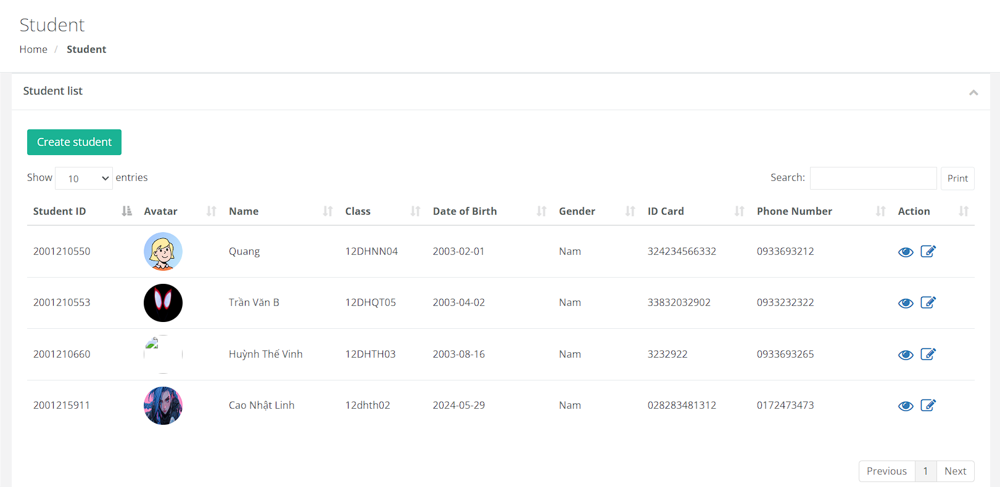 Student
Home / Student
Student list
Create student
Show 10 entries
Search: Print
Student ID Avatar Name Class Date of Birth Gender ID Card Phone Number Action
2001210550 Quang 12DHNN04 2003-02-01 Nam 324234566332 0933693212
2001210553 Trần Văn B 12DHQT05 2003-04-02 Nam 33832032902 0933232322
2001210660 Huỳnh Thế Vinh 12DHTH03 2003-08-16 Nam 3232922 0933693265
2001215911 Cao Nhật Linh 12dhth02 2024-05-29 Nam 028283481312 0172473473
Previous 1 Next